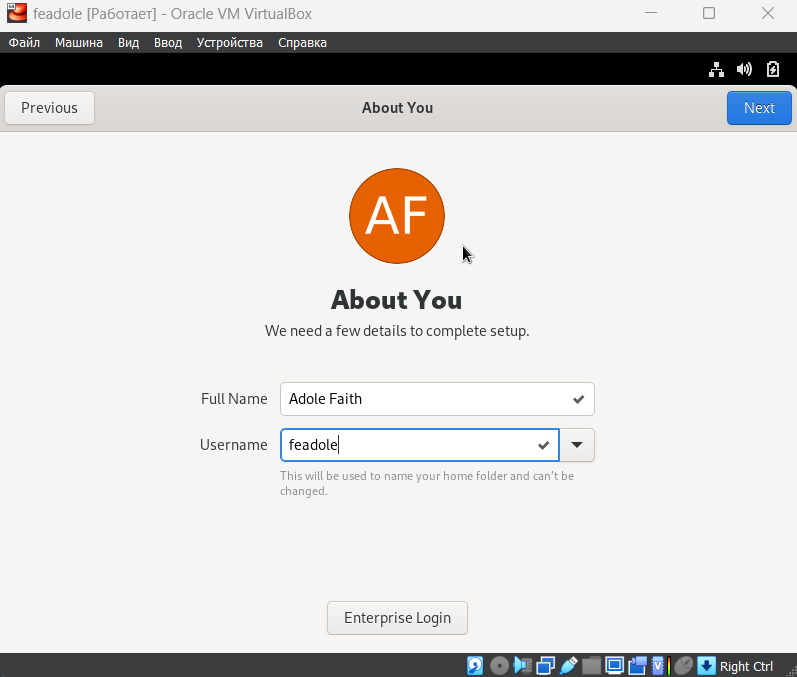 feadole [Работает] - Oracle VM VirtualBox
Файл Машина Вид Ввод Устройства Справка
Previous About You Next
AF
About You
We need a few details to complete setup.
Full Name Adole Faith
Username feadole
This will be used to name your home folder and can't be
changed.
Enterprise Login
Right Ctrl